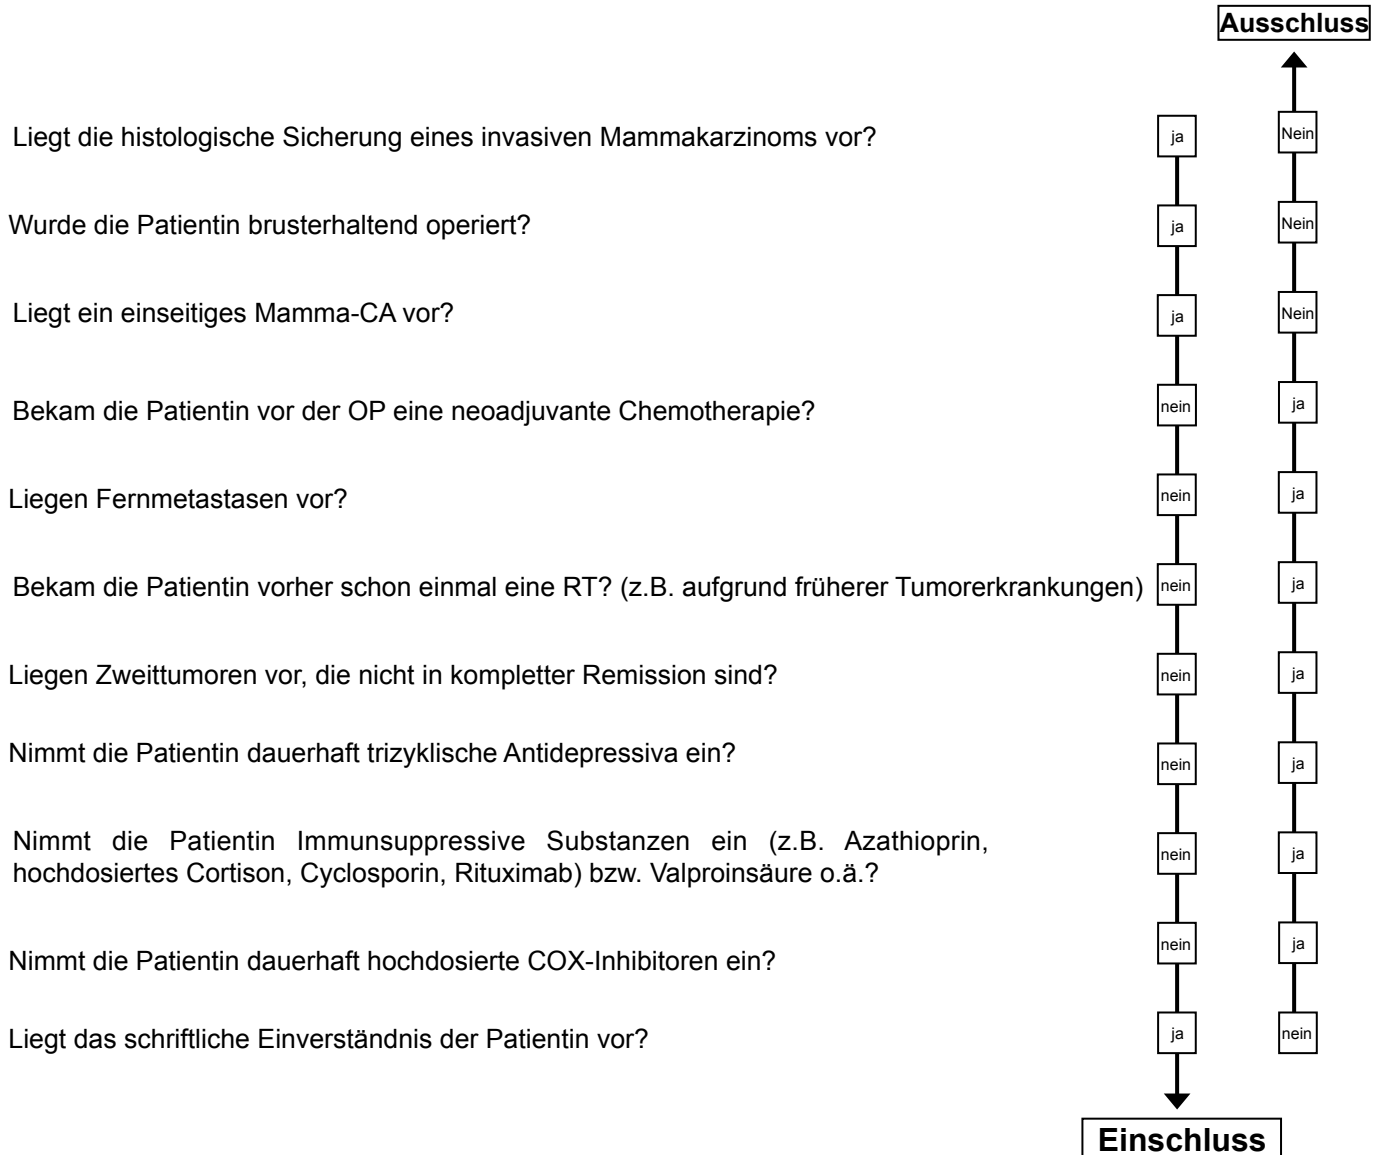 Ausschluss
Liegt die histologische Sicherung eines invasiven Mammakarzinoms vor? ja Nein
Wurde die Patientin brusterhaltend operiert? ja Nein
Liegt ein einseitiges Mamma-CA vor? ja Nein
Bekam die Patientin vor der OP eine neoadjuvante Chemotherapie? nein ja
Liegen Fernmetastasen vor? nein ja
Bekam die Patientin vorher schon einmal eine RT? (z.B. aufgrund früherer Tumorerkrankungen) nein ja
Liegen Zweittumoren vor, die nicht in kompletter Remission sind? nein ja
Nimmt die Patientin dauerhaft trizyklische Antidepressiva ein? nein ja
Nimmt die Patientin Immunsuppressive Substanzen ein (z.B. Azathioprin,
hochdosiertes Cortison, Cyclosporin, Rituximab) bzw. Valproinsäure o.ä.? nein ja
Nimmt die Patientin dauerhaft hochdosierte COX-Inhibitoren ein? nein ja
Liegt das schriftliche Einverständnis der Patientin vor? ja nein
Einschluss